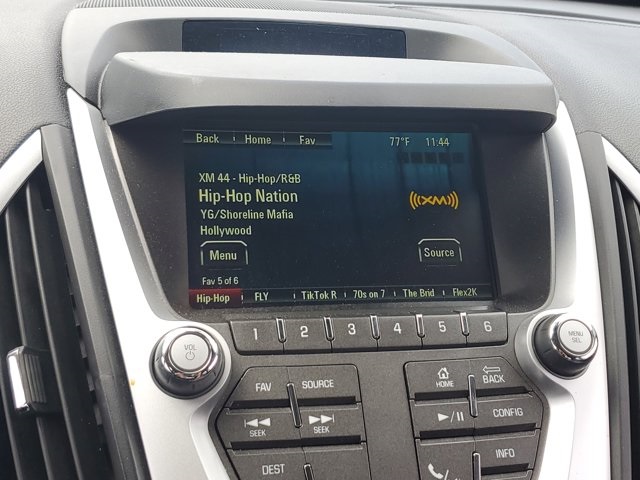 Back Home Fav 77°F 11:44
XM 44 - Hip-Hop/R&B
Hip-Hop Nation
((XM))
YG/Shoreline Mafia
Hollywood
Menu Source
Fav 5 of 6
Hip-Hop FLY TikTok R 70s on 7 The Brid Flex2K
1 2 3 4 5 6
VOL
MENU
SEL
FAV SOURCE
HOME BACK
SEEK SEEK
CONFIG
DEST
INFO